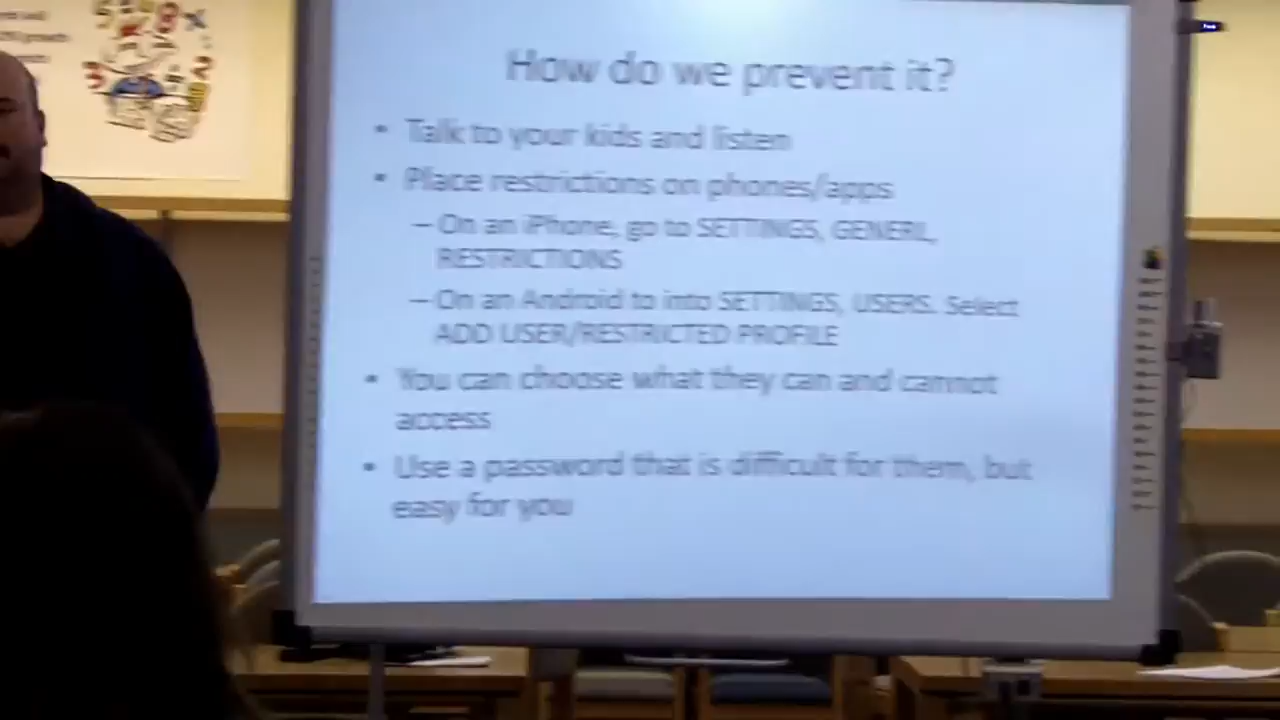 How do we prevent it?
• Talk to your kids and listen
• Place restrictions on phones/apps
– On an iPhone, go to SETTINGS, GENERL,
RESTRICTIONS
– On an Android to into SETTINGS, USERS. Select
ADD USER/RESTRICTED PROFILE
• You can choose what they can and cannot
access
• Use a password that is difficult for them, but
easy for you